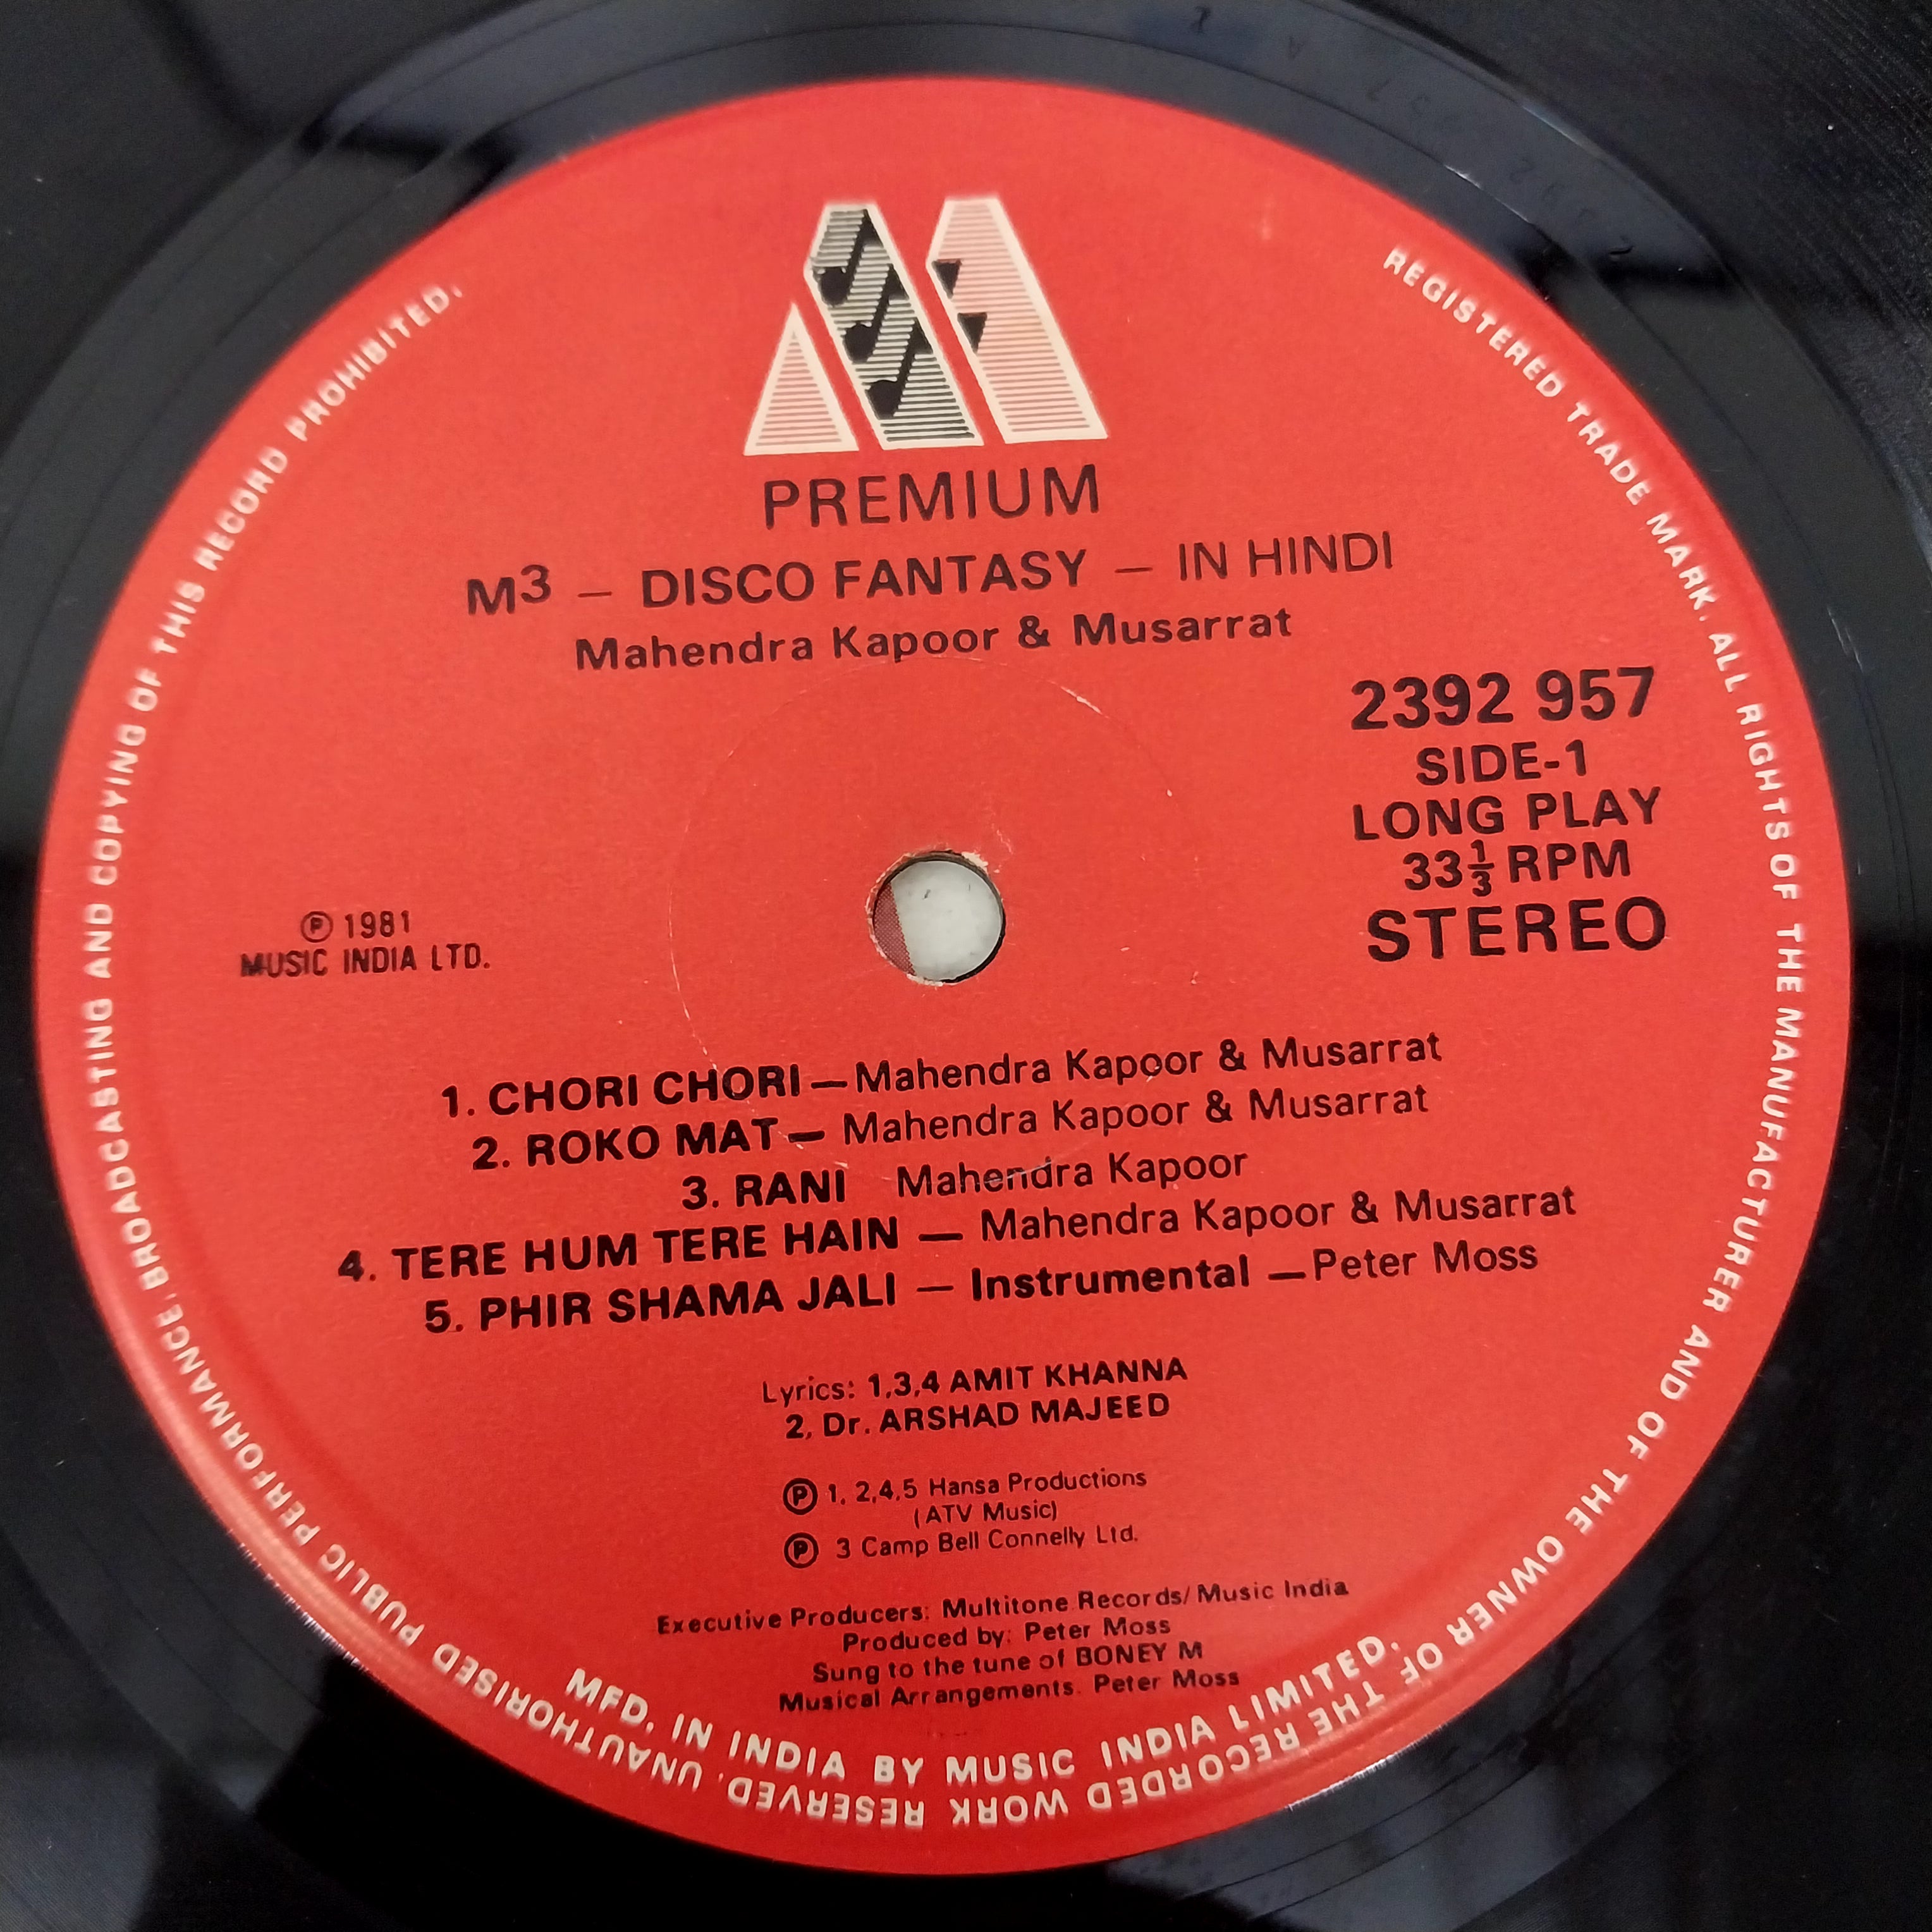 PREMIUM
M3 – DISCO FANTASY – IN HINDI
Mahendra Kapoor & Musarrat
2392 957
SIDE-1
LONG PLAY
33⅓ RPM
STEREO
Ⓟ 1981
MUSIC INDIA LTD.
1. CHORI CHORI — Mahendra Kapoor & Musarrat
2. ROKO MAT — Mahendra Kapoor & Musarrat
3. RANI Mahendra Kapoor
4. TERE HUM TERE HAIN — Mahendra Kapoor & Musarrat
5. PHIR SHAMA JALI — Instrumental — Peter Moss
Lyrics: 1,3,4 AMIT KHANNA
2, Dr. ARSHAD MAJEED
Ⓟ 1, 2,4,5 Hansa Productions
(ATV Music)
Ⓟ 3 Camp Bell Connelly Ltd.
Executive Producers: Multitone Records/ Music India
Produced by: Peter Moss
Sung to the tune of BONEY M
Musical Arrangements. Peter Moss
MFD. IN INDIA BY MUSIC INDIA LIMITED.
REGISTERED TRADE MARK. ALL RIGHTS OF THE MANUFACTURER AND OF THE OWNER OF THE RECORDED WORK RESERVED. UNAUTHORISED PUBLIC PERFORMANCE. BROADCASTING AND COPYING OF THIS RECORD PROHIBITED.